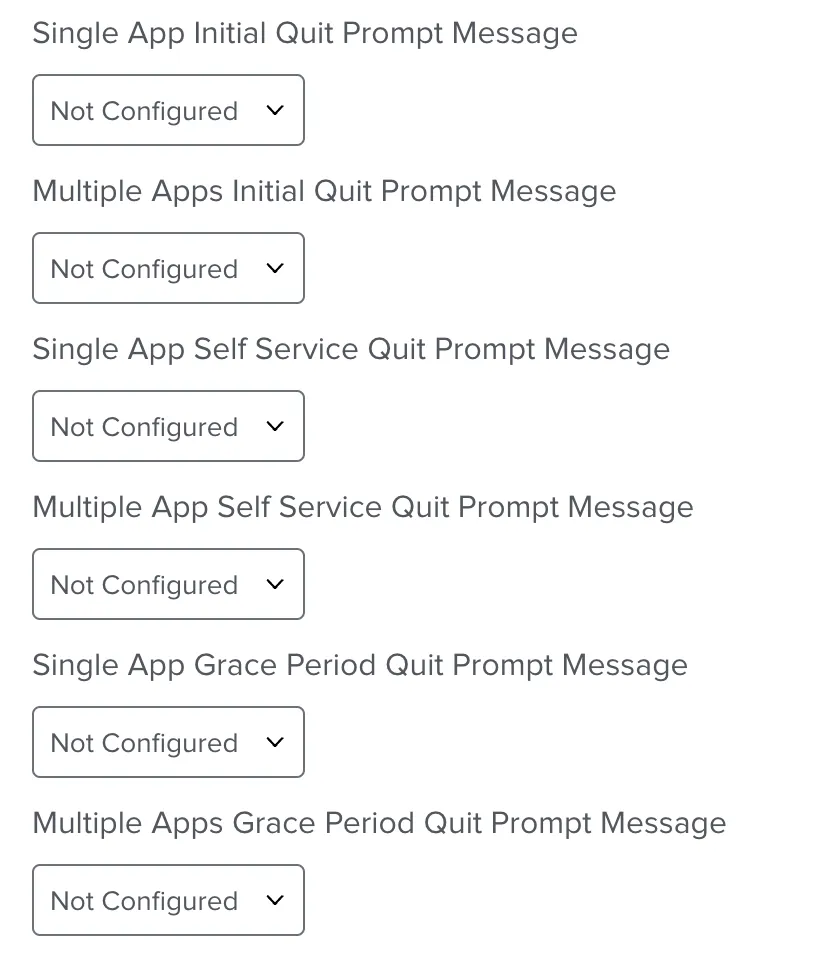 Single App Initial Quit Prompt Message
Not Configured
Multiple Apps Initial Quit Prompt Message
Not Configured
Single App Self Service Quit Prompt Message
Not Configured
Multiple App Self Service Quit Prompt Message
Not Configured
Single App Grace Period Quit Prompt Message
Not Configured
Multiple Apps Grace Period Quit Prompt Message
Not Configured